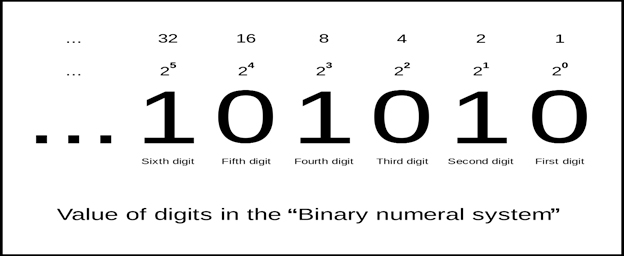 ... 32 16 8 4 2 1
... 2⁵ 2⁴ 2³ 2² 2¹ 2⁰
...101010
Sixth digit Fifth digit Fourth digit Third digit Second digit First digit
Value of digits in the “Binary numeral system”